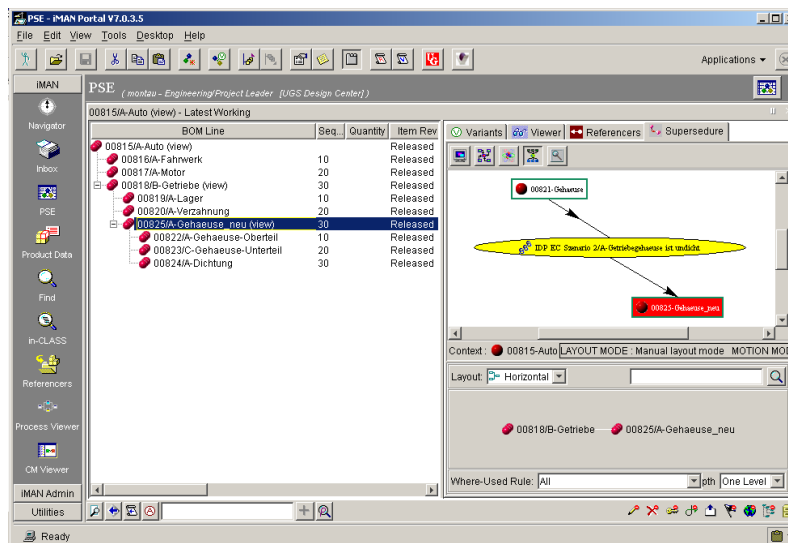 PSE - iMAN Portal V7.0.3.5
File Edit View Tools Desktop Help
Applications
iMAN
PSE ( montau - Engineering/Project Leader [UGS Design Center] )
00815/A-Auto (view) - Latest Working
Navigator
Inbox
PSE
Product Data
Find
in-CLASS
Referencers
Process Viewer
CM Viewer
iMAN Admin
Utilities
BOM Line Seq... Quantity Item Rev
00815/A-Auto (view) Released
00816/A-Fahrwerk 10 Released
00817/A-Motor 20 Released
00818/B-Getriebe (view) 30 Released
00819/A-Lager 10 Released
00820/A-Verzahnung 20 Released
00825/A-Gehaeuse_neu (view) 30 Released
00822/A-Gehaeuse-Oberteil 10 Released
00823/C-Gehaeuse-Unterteil 20 Released
00824/A-Dichtung 30 Released
Variants Viewer Referencers Supersedure
00821-Gehaeuse
IDP EC Szenario 2/A-Getriebegehaeuse ist undicht
00825-Gehaeuse_neu
Context : 00815-Auto LAYOUT MODE : Manual layout mode MOTION MO
Layout: Horizontal
00818/B-Getriebe 00825/A-Gehaeuse_neu
Where-Used Rule: All pth One Level
Ready